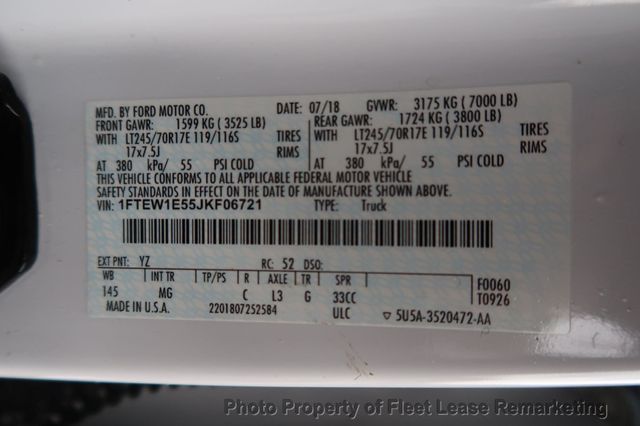 MFD. BY FORD MOTOR CO. DATE: 07/18 GVWR: 3175 KG ( 7000 LB)
FRONT GAWR: 1599 KG ( 3525 LB) REAR GAWR: 1724 KG ( 3800 LB)
WITH LT245/70R17E 119/116S TIRES WITH LT245/70R17E 119/116S TIRES
17x7.5J RIMS 17x7.5J RIMS
AT 380 kPa/ 55 PSI COLD AT 380 kPa/ 55 PSI COLD
THIS VEHICLE CONFORMS TO ALL APPLICABLE FEDERAL MOTOR VEHICLE
SAFETY STANDARDS IN EFFECT ON THE DATE OF MANUFACTURE SHOWN ABOVE.
VIN: 1FTEW1E55JKF06721 TYPE: Truck
EXT PNT: YZ RC: 52 DSO:
WB INT TR TP/PS R AXLE TR SPR F0060
145 MG C L3 G 33CC T0926
MADE IN U.S.A. 2201807252584 ULC ▽ 5U5A-3520472-AA
Photo Property of Fleet Lease Remarketing